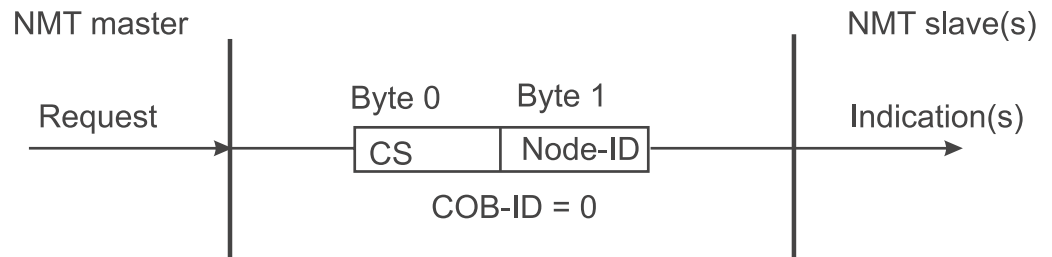 NMT master
NMT slave(s)
Byte 0
Byte 1
Request
Indication(s)
CS
Node-ID
COB-ID = 0